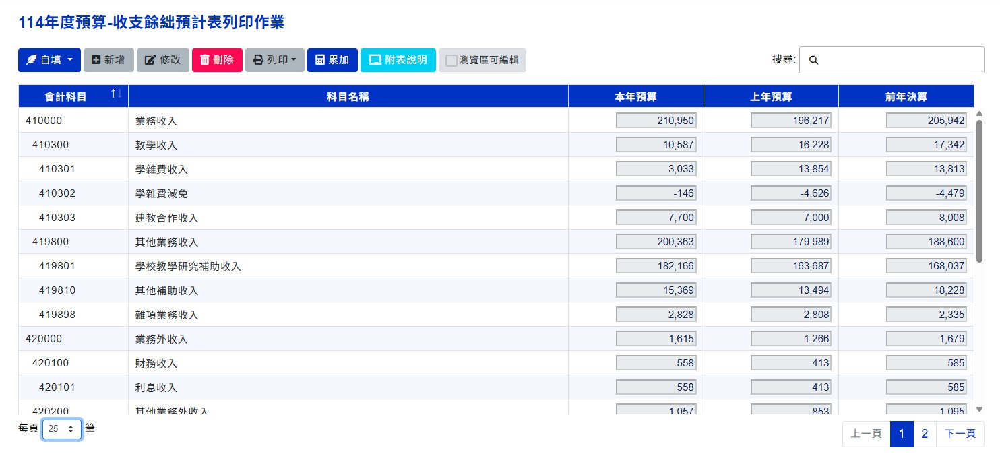 114年度預算-收支餘絀預計表列印作業
自填 新增 修改 刪除 列印 累加 附表說明 瀏覽區可編輯 搜尋:
會計科目 科目名稱 本年預算 上年預算 前年決算
410000 業務收入 210,950 196,217 205,942
410300 教學收入 10,587 16,228 17,342
410301 學雜費收入 3,033 13,854 13,813
410302 學雜費減免 -146 -4,626 -4,479
410303 建教合作收入 7,700 7,000 8,008
419800 其他業務收入 200,363 179,989 188,600
419801 學校教學研究補助收入 182,166 163,687 168,037
419810 其他補助收入 15,369 13,494 18,228
419898 雜項業務收入 2,828 2,808 2,335
420000 業務外收入 1,615 1,266 1,679
420100 財務收入 558 413 585
420101 利息收入 558 413 585
420200 其他業務外收入 1,057 853 1,095
每頁 25 筆 上一頁 1 2 下一頁